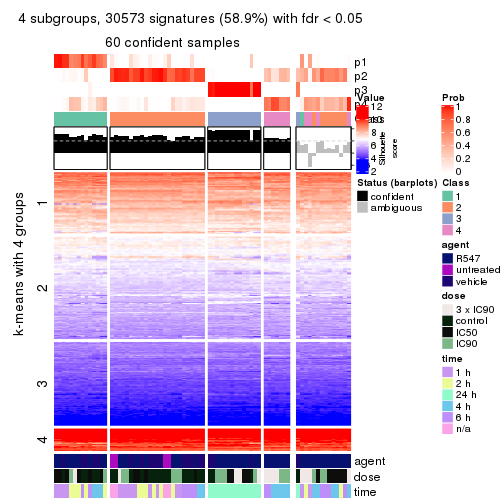 4 subgroups, 30573 signatures (58.9%) with fdr < 0.05
60 confident samples
p1
p2
p3
Value
12
10
8
6
4
2
Silhouette
score
Prob
1
0.8
0.6
0.4
0.2
0
Status (barplots)
confident
ambiguous
Class
1
2
3
4
agent
R547
untreated
vehicle
dose
3 x IC90
control
IC50
IC90
time
1 h
2 h
24 h
4 h
6 h
n/a
k-means with 4 groups
1
2
3
4
agent
dose
time